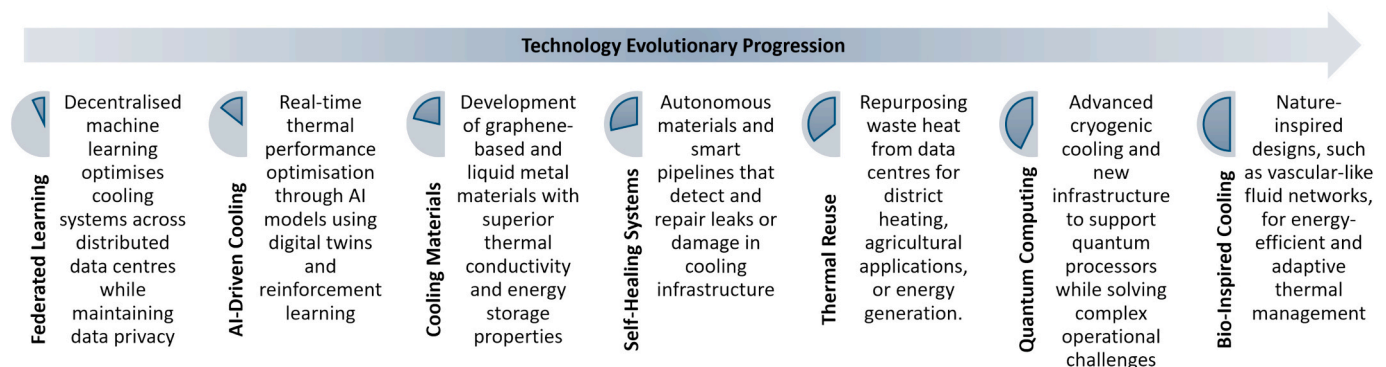 Technology Evolutionary Progression
Federated Learning
Decentralised
machine
learning
optimises
cooling
systems across
distributed
data centres
while
maintaining
data privacy
AI-Driven Cooling
Real-time
thermal
performance
optimisation
through AI
models using
digital twins
and
reinforcement
learning
Cooling Materials
Development
of graphene-
based and
liquid metal
materials with
superior
thermal
conductivity
and energy
storage
properties
Self-Healing Systems
Autonomous
materials and
smart
pipelines that
detect and
repair leaks or
damage in
cooling
infrastructure
Thermal Reuse
Repurposing
waste heat
from data
centres for
district
heating,
agricultural
applications,
or energy
generation.
Quantum Computing
Advanced
cryogenic
cooling and
new
infrastructure
to support
quantum
processors
while solving
complex
operational
challenges
Bio-Inspired Cooling
Nature-
inspired
designs, such
as vascular-like
fluid networks,
for energy-
efficient and
adaptive
thermal
management